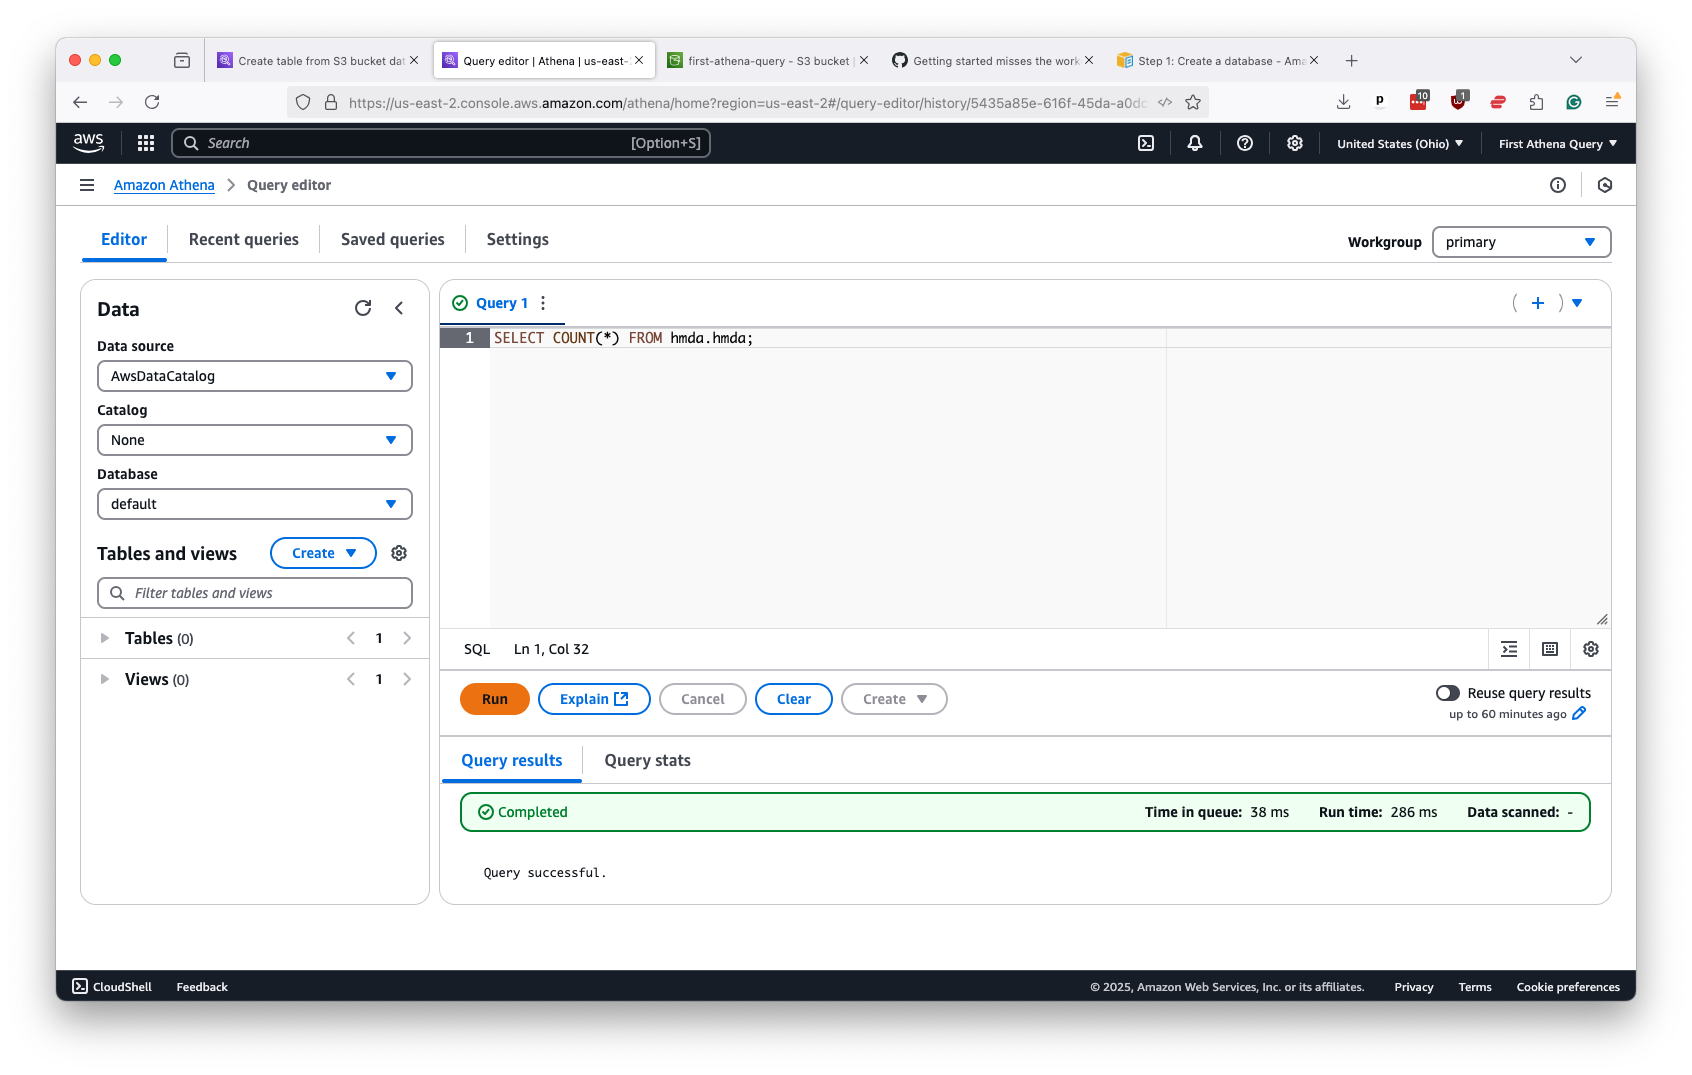 Create table from S3 bucket dat
Query editor | Athena | us-east-
first-athena-query - S3 bucket |
Getting started misses the work
Step 1: Create a database - Ama
https://us-east-2.console.aws.amazon.com/athena/home?region=us-east-2#/query-editor/history/5435a85e-616f-45da-a0dc
P
10
1
aws
Search
[Option+S]
United States (Ohio)
First Athena Query
Amazon Athena
Query editor
Editor
Recent queries
Saved queries
Settings
Workgroup
primary
Data
Data source
AwsDataCatalog
Catalog
None
Database
default
Tables and views
Create
Filter tables and views
Tables (0)
1
Views (0)
1
Query 1
1 SELECT COUNT(*) FROM hmda.hmda;
SQL
Ln 1, Col 32
Run
Explain
Cancel
Clear
Create
Reuse query results
up to 60 minutes ago
Query results
Query stats
Completed
Time in queue: 38 ms
Run time: 286 ms
Data scanned: -
Query successful.
CloudShell
Feedback
© 2025, Amazon Web Services, Inc. or its affiliates.
Privacy
Terms
Cookie preferences